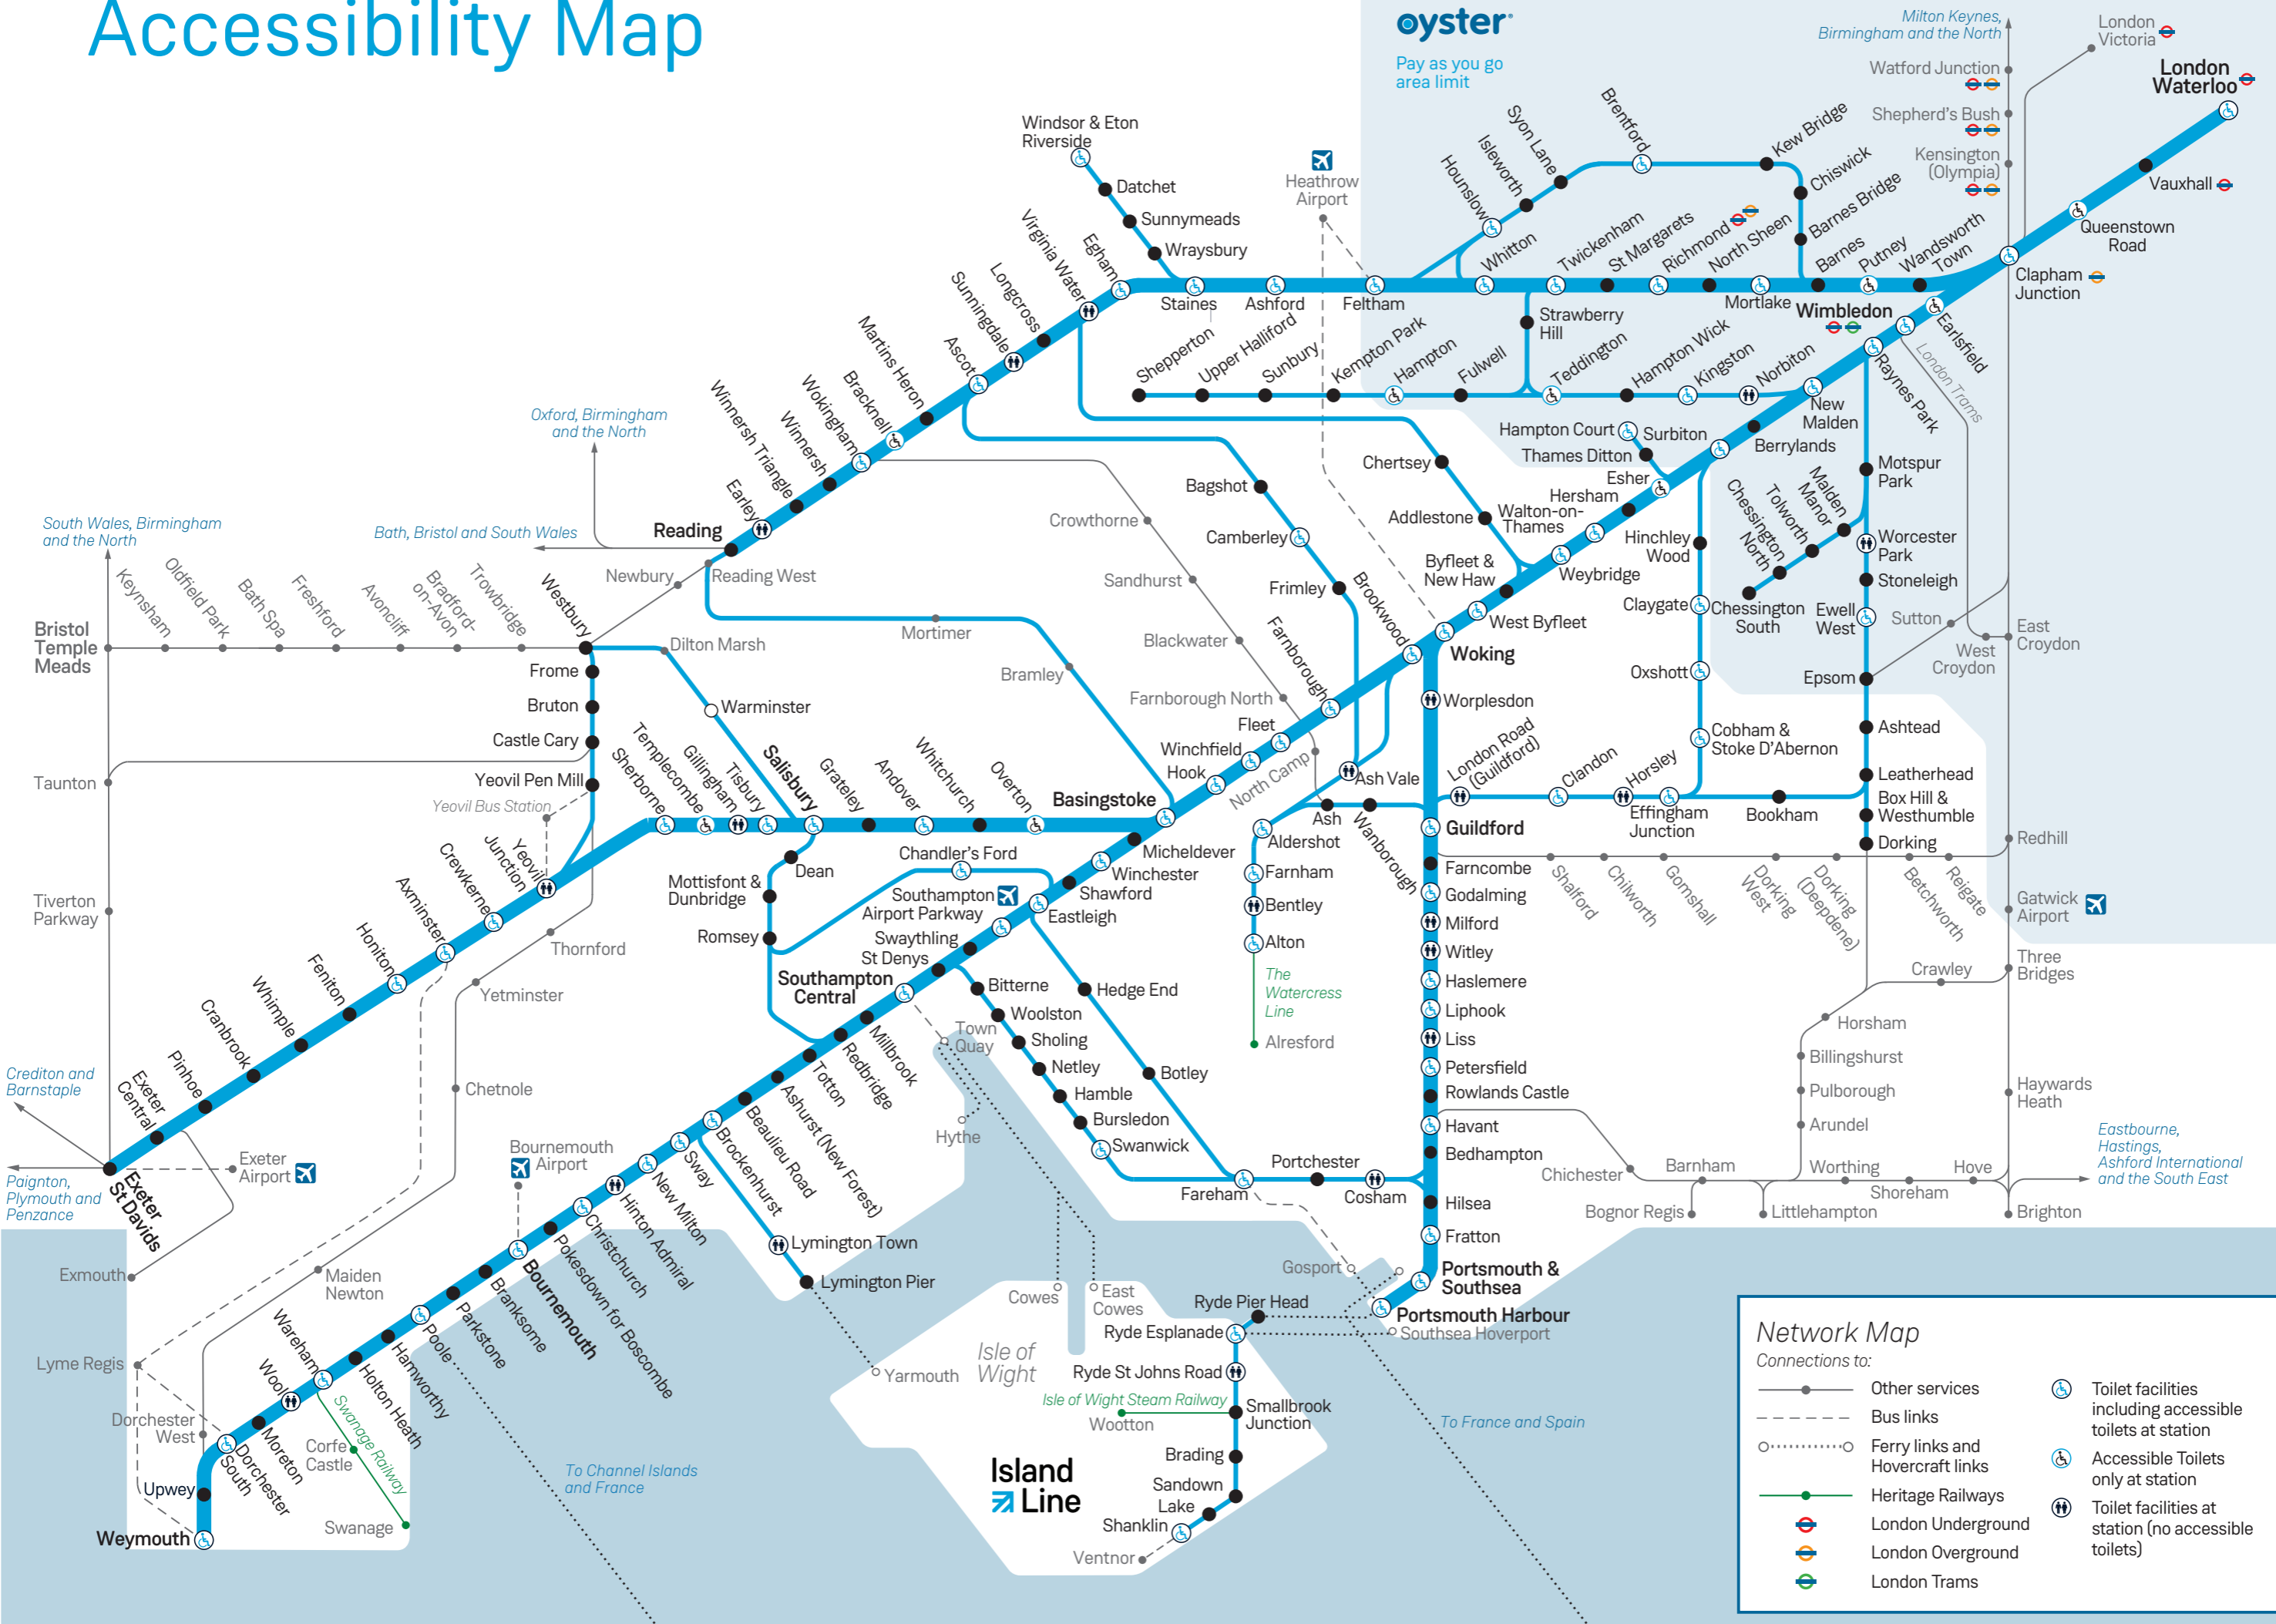 Accessibility Map
oyster
Pay as you go
area limit
Milton Keynes,
Birmingham and the North
London
Victoria
Watford Junction
London
Waterloo
Shepherd's Bush
Kensington
(Olympia)
Vauxhall
Queenstown
Road
Clapham
Junction
Windsor & Eton
Riverside
Datchet
Sunnymeads
Wraysbury
Heathrow
Airport
Hounslow
Isleworth
Syon Lane
Brentford
Kew Bridge
Chiswick
Barnes Bridge
Virginia Water
Egham
Staines
Ashford
Feltham
Whitton
Twickenham
St Margarets
Richmond
North Sheen
Mortlake
Barnes
Putney
Wandsworth
Town
Wimbledon
Earlsfield
Raynes Park
London Trams
Strawberry
Hill
Shepperton
Upper Halliford
Sunbury
Kempton Park
Hampton
Fulwell
Teddington
Hampton Wick
Kingston
Norbiton
New
Malden
Berrylands
Hampton Court
Surbiton
Thames Ditton
Esher
Hersham
Walton-on-
Thames
Weybridge
Byfleet &
New Haw
West Byfleet
Woking
Sunningdale
Longcross
Ascot
Martins Heron
Bracknell
Wokingham
Winnersh
Winnersh Triangle
Earley
Reading
Oxford, Birmingham
and the North
Bath, Bristol and South Wales
South Wales, Birmingham
and the North
Chertsey
Addlestone
Bagshot
Camberley
Frimley
Brookwood
Farnborough
Crowthorne
Sandhurst
Blackwater
Farnborough North
North Camp
Hinchley
Wood
Claygate
Oxshott
Cobham &
Stoke D'Abernon
Motspur
Park
Malden
Manor
Tolworth
Chessington
North
Chessington
South
Worcester
Park
Stoneleigh
Ewell
West
Sutton
West
Croydon
East
Croydon
Epsom
Ashtead
Leatherhead
Box Hill &
Westhumble
Dorking
Keynsham
Oldfield Park
Bath Spa
Freshford
Avoncliff
Bradford-
on-Avon
Trowbridge
Westbury
Newbury
Reading West
Bristol
Temple
Meads
Dilton Marsh
Mortimer
Bramley
Frome
Bruton
Castle Cary
Yeovil Pen Mill
Yeovil Bus Station
Warminster
Taunton
Tiverton
Parkway
Sherborne
Templecombe
Gillingham
Tisbury
Salisbury
Grateley
Andover
Whitchurch
Overton
Basingstoke
Hook
Winchfield
Fleet
Worplesdon
London Road
(Guildford)
Clandon
Horsley
Effingham
Junction
Bookham
Ash Vale
Ash
Wanborough
Aldershot
Guildford
Farncombe
Godalming
Milford
Witley
Haslemere
Liphook
Liss
Petersfield
Rowlands Castle
Havant
Bedhampton
Hilsea
Fratton
Portsmouth &
Southsea
Portsmouth Harbour
Southsea Hoverport
Shalford
Chilworth
Gomshall
Dorking
West
Dorking
(Deepdene)
Betchworth
Reigate
Redhill
Gatwick
Airport
Three
Bridges
Crawley
Horsham
Billingshurst
Pulborough
Arundel
Haywards
Heath
Eastbourne,
Hastings,
Ashford International
and the South East
Chichester
Barnham
Worthing
Shoreham
Hove
Bognor Regis
Littlehampton
Brighton
Farnham
Bentley
Alton
The
Watercress
Line
Alresford
Yeovil
Junction
Crewkerne
Axminster
Honiton
Feniton
Whimple
Cranbrook
Pinhoe
Exeter
Central
Exeter
St Davids
Crediton and
Barnstaple
Paignton,
Plymouth and
Penzance
Exeter
Airport
Exmouth
Thornford
Yetminster
Chetnole
Maiden
Newton
Dorchester
West
Lyme Regis
Micheldever
Winchester
Shawford
Eastleigh
Chandler's Ford
Southampton
Airport Parkway
Swaythling
St Denys
Southampton
Central
Dean
Mottisfont &
Dunbridge
Romsey
Hedge End
Botley
Bitterne
Woolston
Sholing
Netley
Hamble
Bursledon
Swanwick
Fareham
Portchester
Cosham
Town
Quay
Hythe
Millbrook
Redbridge
Totton
Ashurst (New Forest)
Beaulieu Road
Brockenhurst
Sway
New Milton
Hinton Admiral
Christchurch
Pokesdown for Boscombe
Bournemouth
Bournemouth
Airport
Branksome
Parkstone
Poole
Hamworthy
Holton Heath
Wareham
Wool
Moreton
Dorchester
South
Upwey
Weymouth
Swanage Railway
Corfe
Castle
Swanage
Lymington Town
Lymington Pier
Yarmouth
Cowes
East
Cowes
Gosport
Ryde Pier Head
Ryde Esplanade
Ryde St Johns Road
Isle of
Wight
Isle of Wight Steam Railway
Wootton
Smallbrook
Junction
Brading
Sandown
Lake
Shanklin
Ventnor
Island
Line
To Channel Islands
and France
To France and Spain
Network Map
Connections to:
Other services
Bus links
Ferry links and
Hovercraft links
Heritage Railways
London Underground
London Overground
London Trams
Toilet facilities
including accessible
toilets at station
Accessible Toilets
only at station
Toilet facilities at
station (no accessible
toilets)